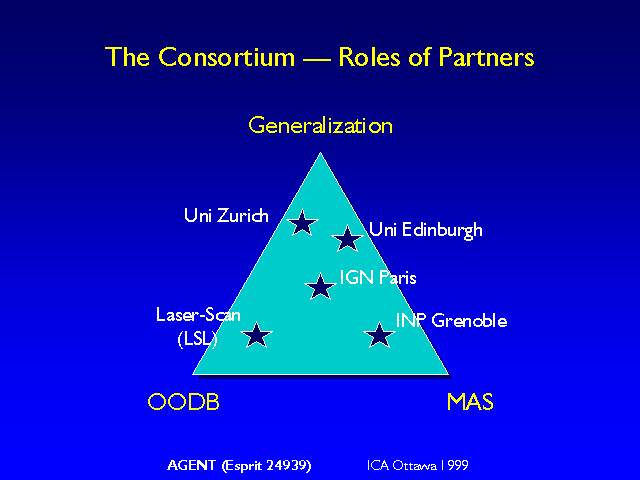 The Consortium — Roles of Partners
Generalization
Uni Zurich
Uni Edinburgh
IGN Paris
Laser-Scan
(LSL)
INP Grenoble
OODB
MAS
AGENT (Esprit 24939)
ICA Ottawa 1999